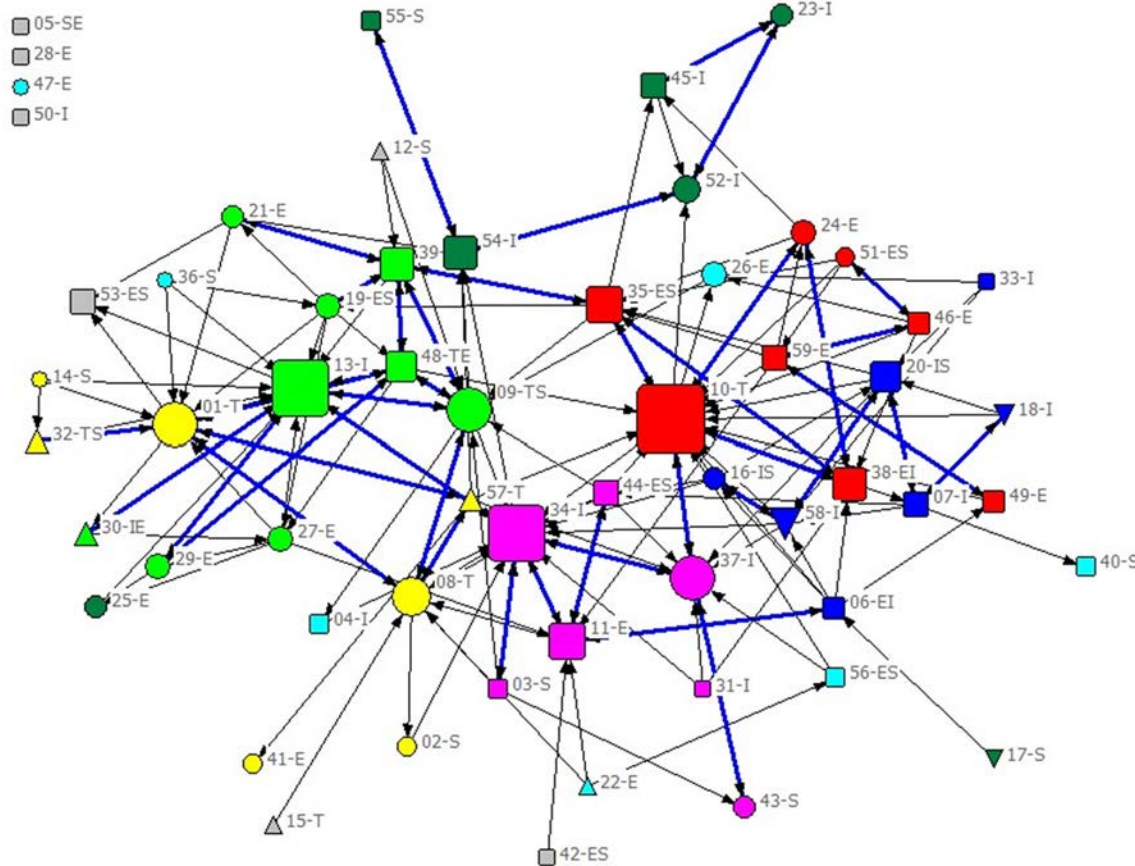 05-SE
28-E
47-E
50-I
55-S
23-I
45-I
12-S
52-I
21-E
24-E
54-I
39-
51-ES
26-E
36-S
33-I
53-ES
19-ES
35-ES
46-E
13-I
48-TE
59-E
20-IS
14-S
09-TS
10-T
01-T
18-I
32-TS
16-IS
38-EI
57-T
44-ES
34-I
07-I
49-E
58-I
30-IE
27-E
29-E
37-I
40-S
08-T
25-E
04-I
06-EI
11-E
56-ES
03-S
31-I
02-S
17-S
41-E
22-E
43-S
15-T
42-ES